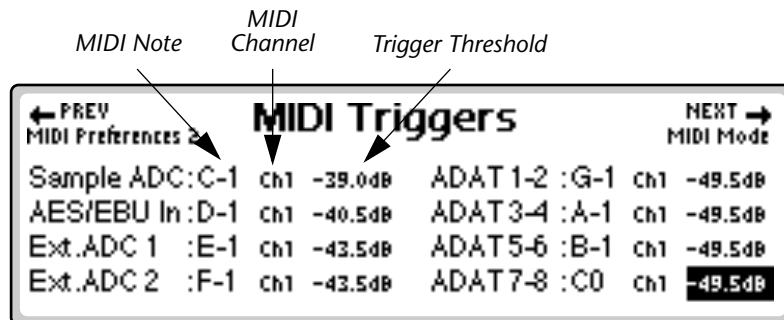 MIDI Note
MIDI Channel
Trigger Threshold
PREV
MIDI Preferences 2
MIDI Triggers
NEXT
MIDI Mode
Sample ADC:C-1 Ch1 -39.0dB ADAT 1-2 :G-1 Ch1 -49.5dB
AES/EBU In :D-1 Ch1 -40.5dB ADAT 3-4 :A-1 Ch1 -49.5dB
Ext.ADC 1 :E-1 Ch1 -43.5dB ADAT 5-6 :B-1 Ch1 -49.5dB
Ext.ADC 2 :F-1 Ch1 -43.5dB ADAT 7-8 :C0 Ch1 -49.5dB